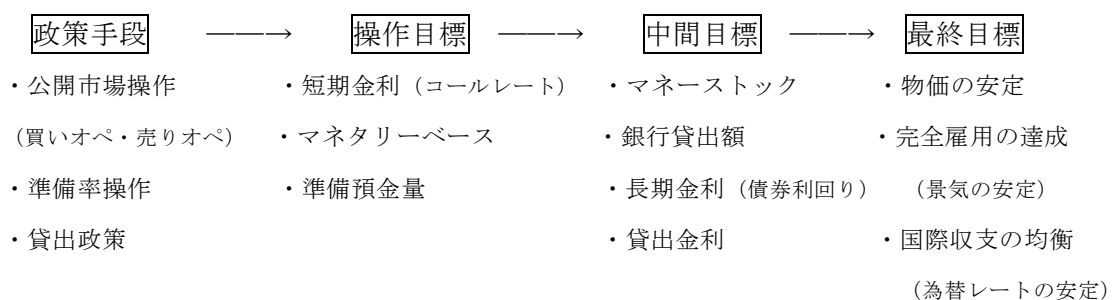 政策手段 ――→ 操作目標 ――→ 中間目標 ――→ 最終目標
・公開市場操作 ・短期金利（コールレート） ・マネーストック ・物価の安定
（買いオペ・売りオペ） ・マネタリーベース ・銀行貸出額 ・完全雇用の達成
・準備率操作 ・準備預金量 ・長期金利（債券利回り） （景気の安定）
・貸出政策 ・貸出金利 ・国際収支の均衡
（為替レートの安定）